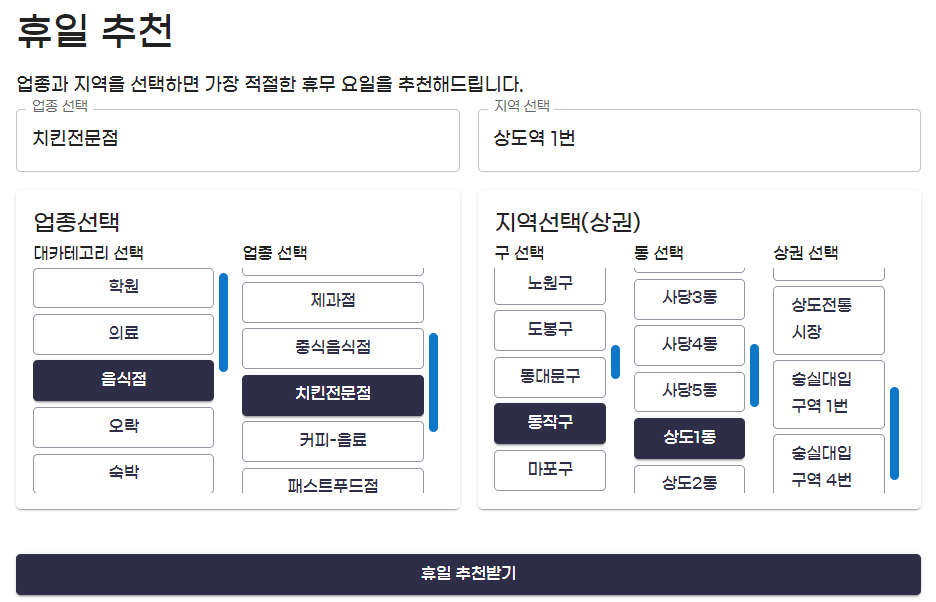 휴일 추천
업종과 지역을 선택하면 가장 적절한 휴무 요일을 추천해드립니다.
업종 선택
치킨전문점
지역 선택
상도역 1번
업종선택
대카테고리 선택
학원
의료
음식점
오락
숙박
업종 선택
제과점
중식음식점
치킨전문점
커피-음료
패스트푸드점
지역선택(상권)
구 선택
노원구
도봉구
동대문구
동작구
마포구
동 선택
사당3동
사당4동
사당5동
상도1동
상도2동
상권 선택
상도전통
시장
숭실대입
구역 1번
숭실대입
구역 4번
휴일 추천받기